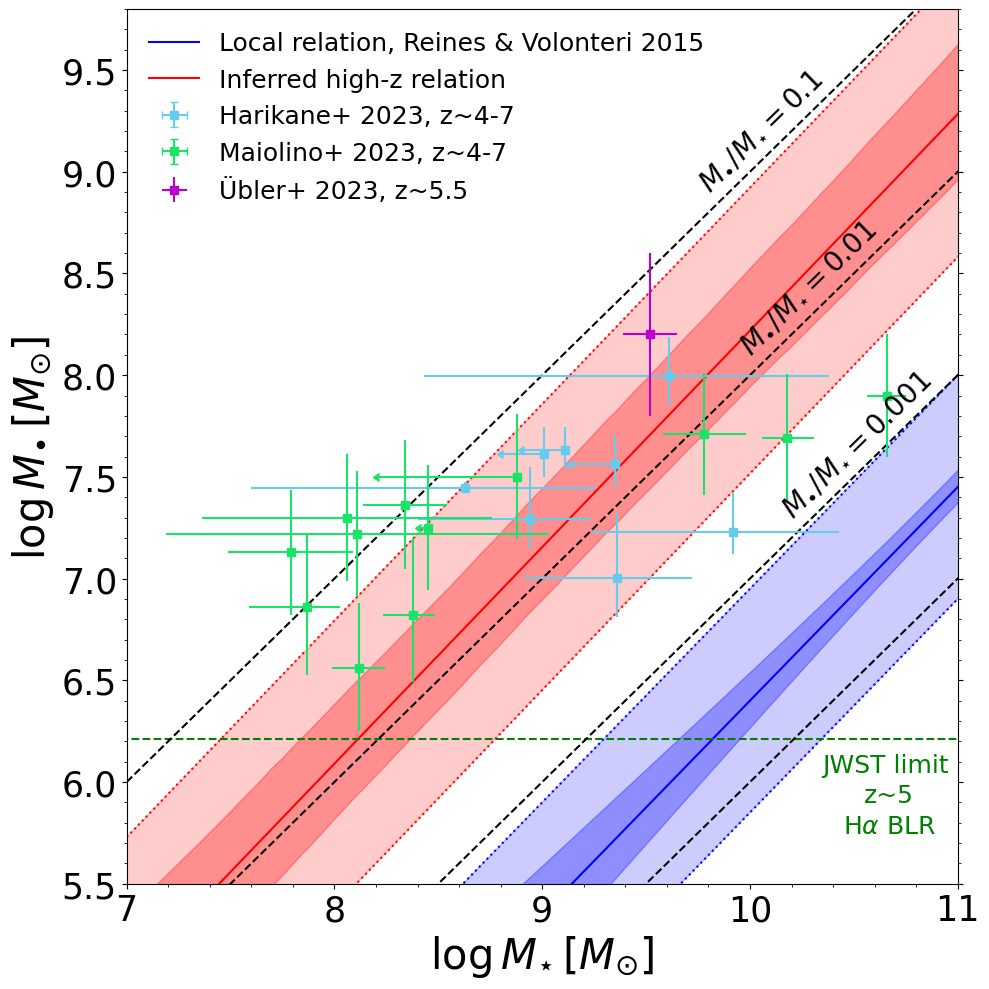 Local relation, Reines & Volonteri 2015
Inferred high-z relation
Harikane+ 2023, z~4-7
Maiolino+ 2023, z~4-7
Übler+ 2023, z~5.5
M•/M⋆ = 0.1
M•/M⋆ = 0.01
M•/M⋆ = 0.001
JWST limit
z~5
Hα BLR
9.5
9.0
8.5
8.0
7.5
7.0
6.5
6.0
5.5
log M• [M⊙]
7
8
9
10
11
log M⋆ [M⊙]